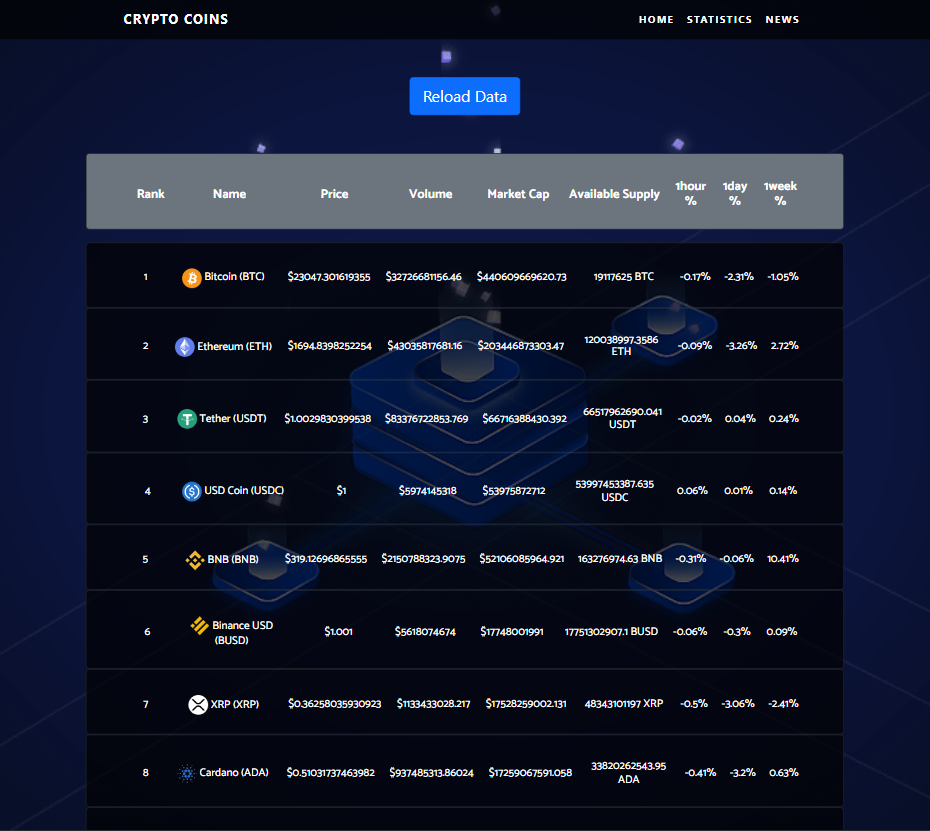 CRYPTO COINS HOME STATISTICS NEWS
Reload Data
Rank Name Price Volume Market Cap Available Supply 1hour % 1day % 1week %
1 Bitcoin (BTC) $23047.301619355 $32726681156.46 $440609669620.73 19117625 BTC -0.17% -2.31% -1.05%
2 Ethereum (ETH) $1694.8398252254 $43035817681.16 $203446873303.47 120038997.3586 ETH -0.09% -3.26% 2.72%
3 Tether (USDT) $1.0029830399538 $83376722853.769 $66716388430.392 66517962690.041 USDT -0.02% 0.04% 0.24%
4 USD Coin (USDC) $1 $5974145318 $53975872712 53997453387.635 USDC 0.06% 0.01% 0.14%
5 BNB (BNB) $319.12696865555 $2150788323.9075 $52106085964.921 163276974.63 BNB -0.31% -0.06% 10.41%
6 Binance USD (BUSD) $1.001 $5618074674 $17748001991 17751302907.1 BUSD -0.06% -0.3% 0.09%
7 XRP (XRP) $0.36258035930923 $1133433028.217 $17528259002.131 48343101197 XRP -0.5% -3.06% -2.41%
8 Cardano (ADA) $0.51031737463982 $937485313.86024 $17259067591.058 33820262543.95 ADA -0.41% -3.2% 0.63%